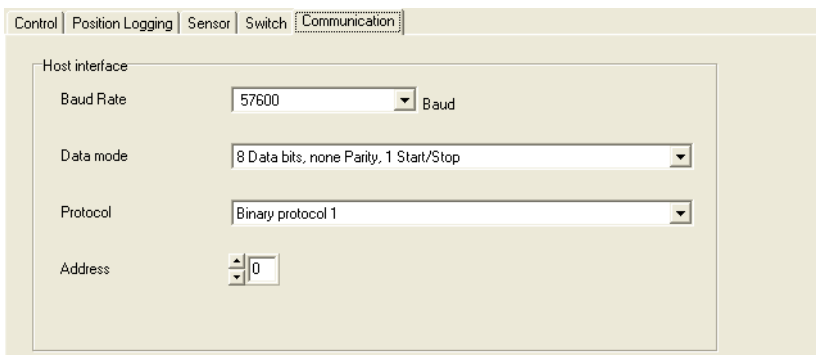 Control Position Logging Sensor Switch Communication
Host interface
Baud Rate 57600 Baud
Data mode 8 Data bits, none Parity, 1 Start/Stop
Protocol Binary protocol 1
Address 0